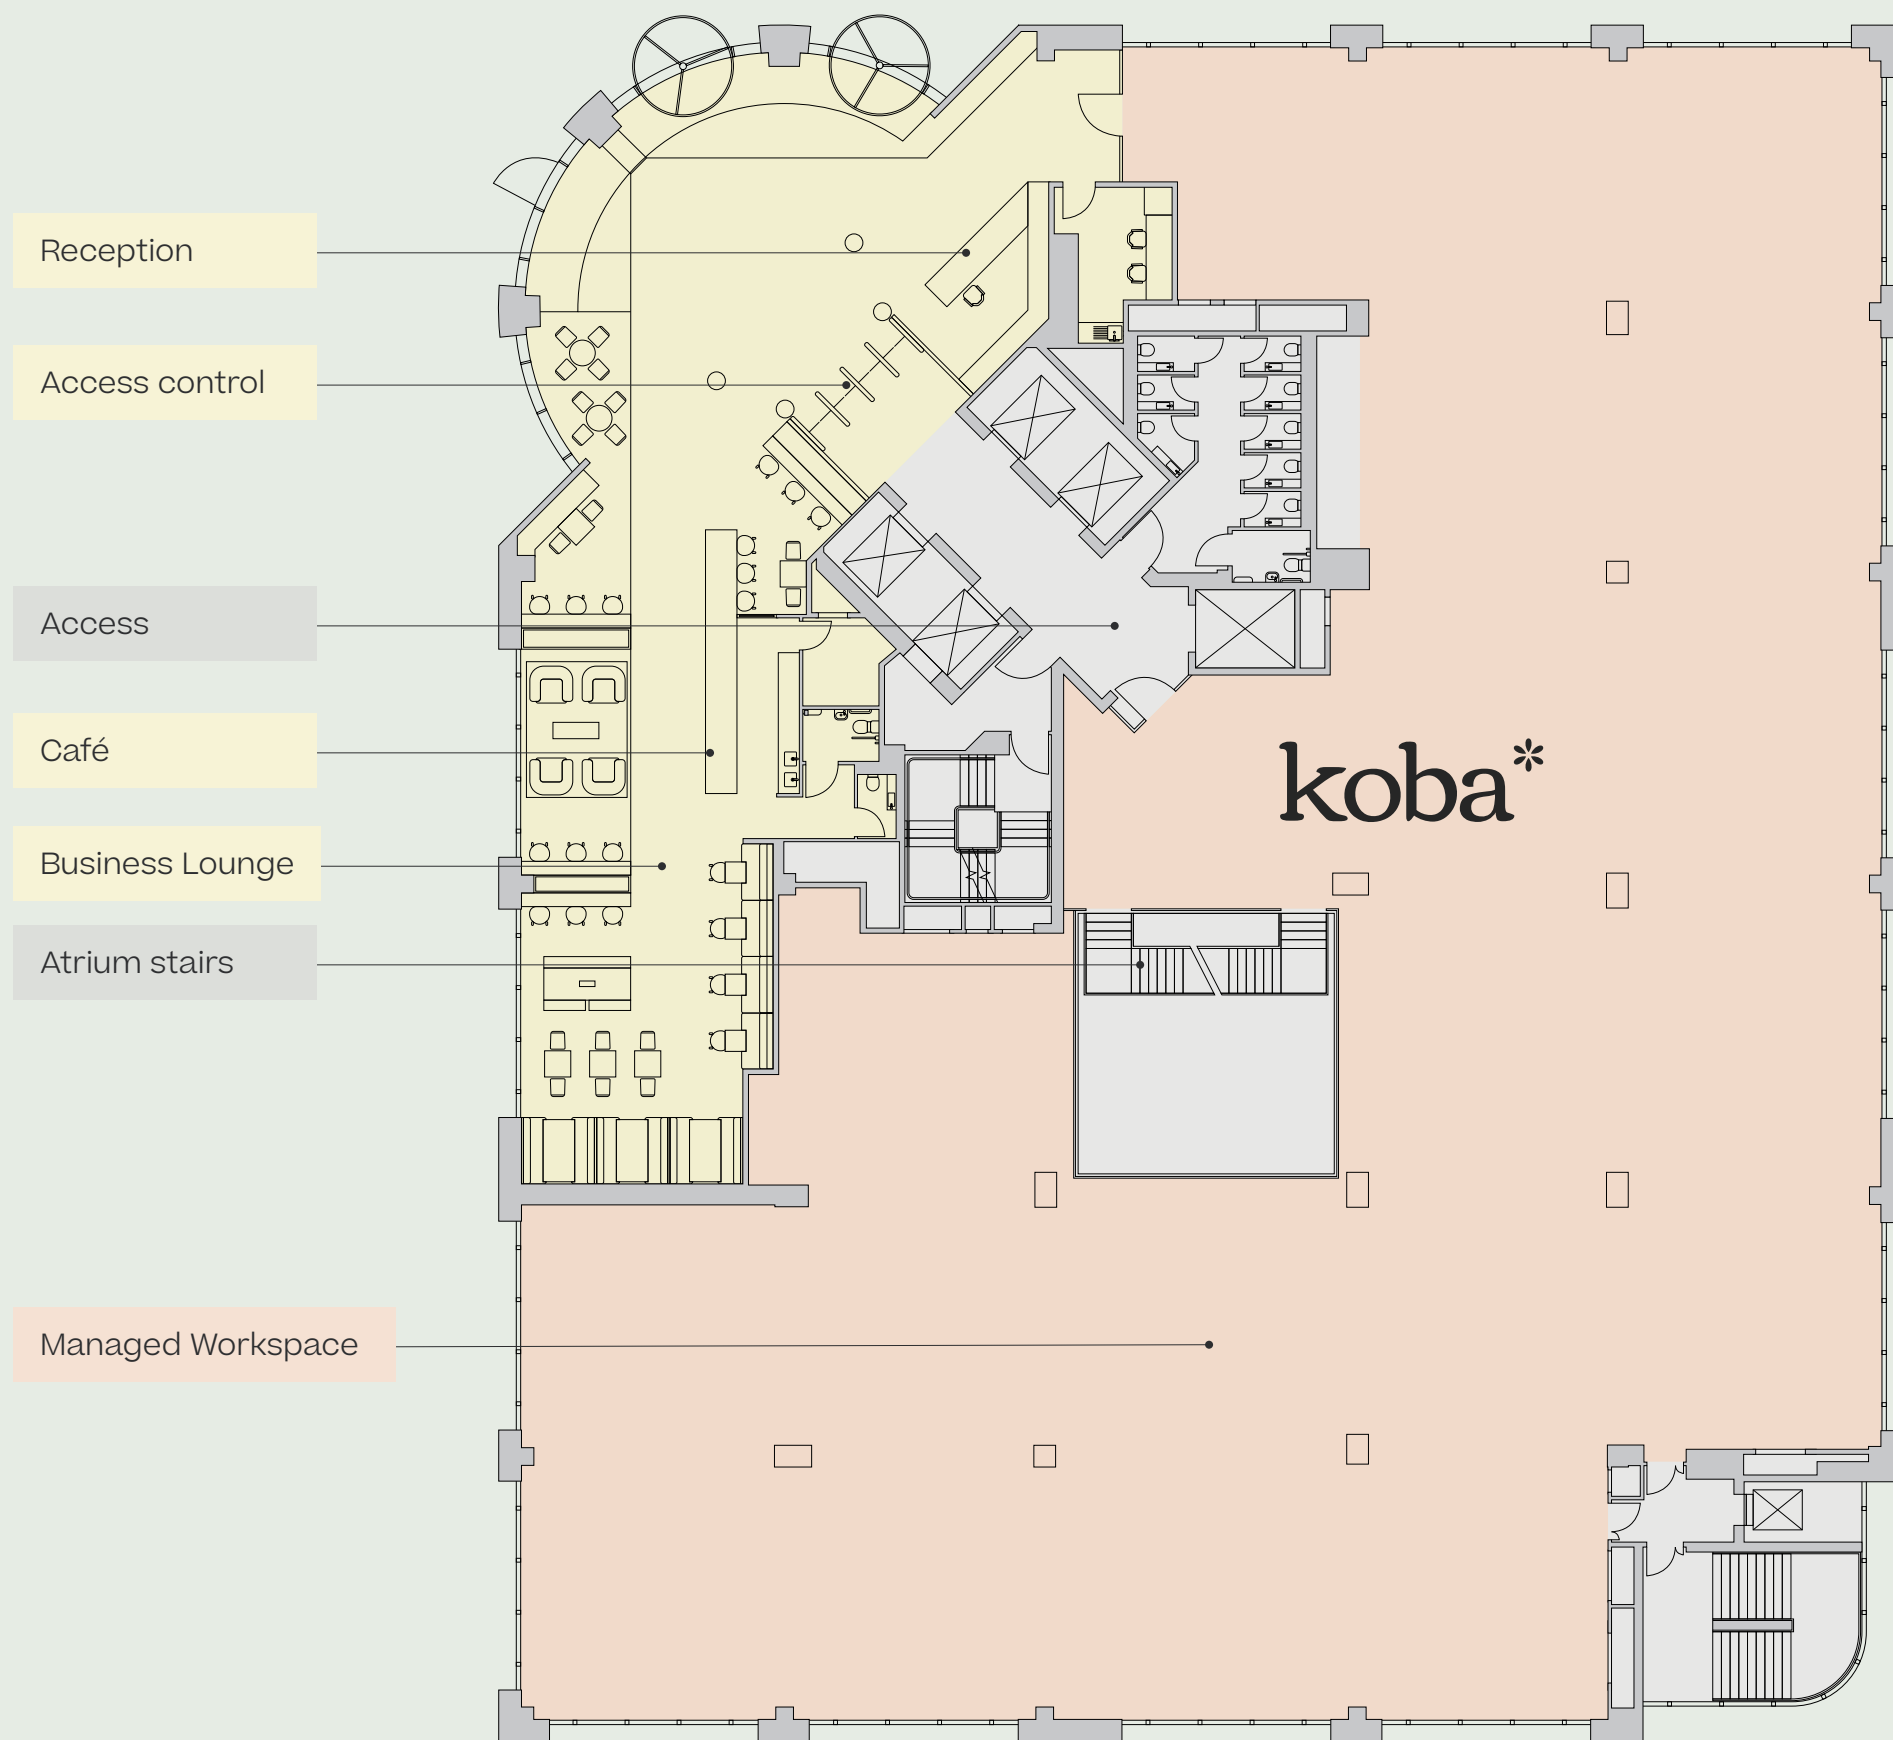 Reception
Access control
Access
Café
koba*
Business Lounge
Atrium stairs
Managed Workspace